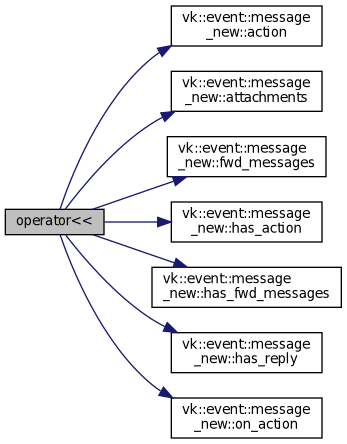 vk::event::message
_new::action
vk::event::message
_new::attachments
vk::event::message
_new::fwd_messages
operator<<
vk::event::message
_new::has_action
vk::event::message
_new::has_fwd_messages
vk::event::message
_new::has_reply
vk::event::message
_new::on_action